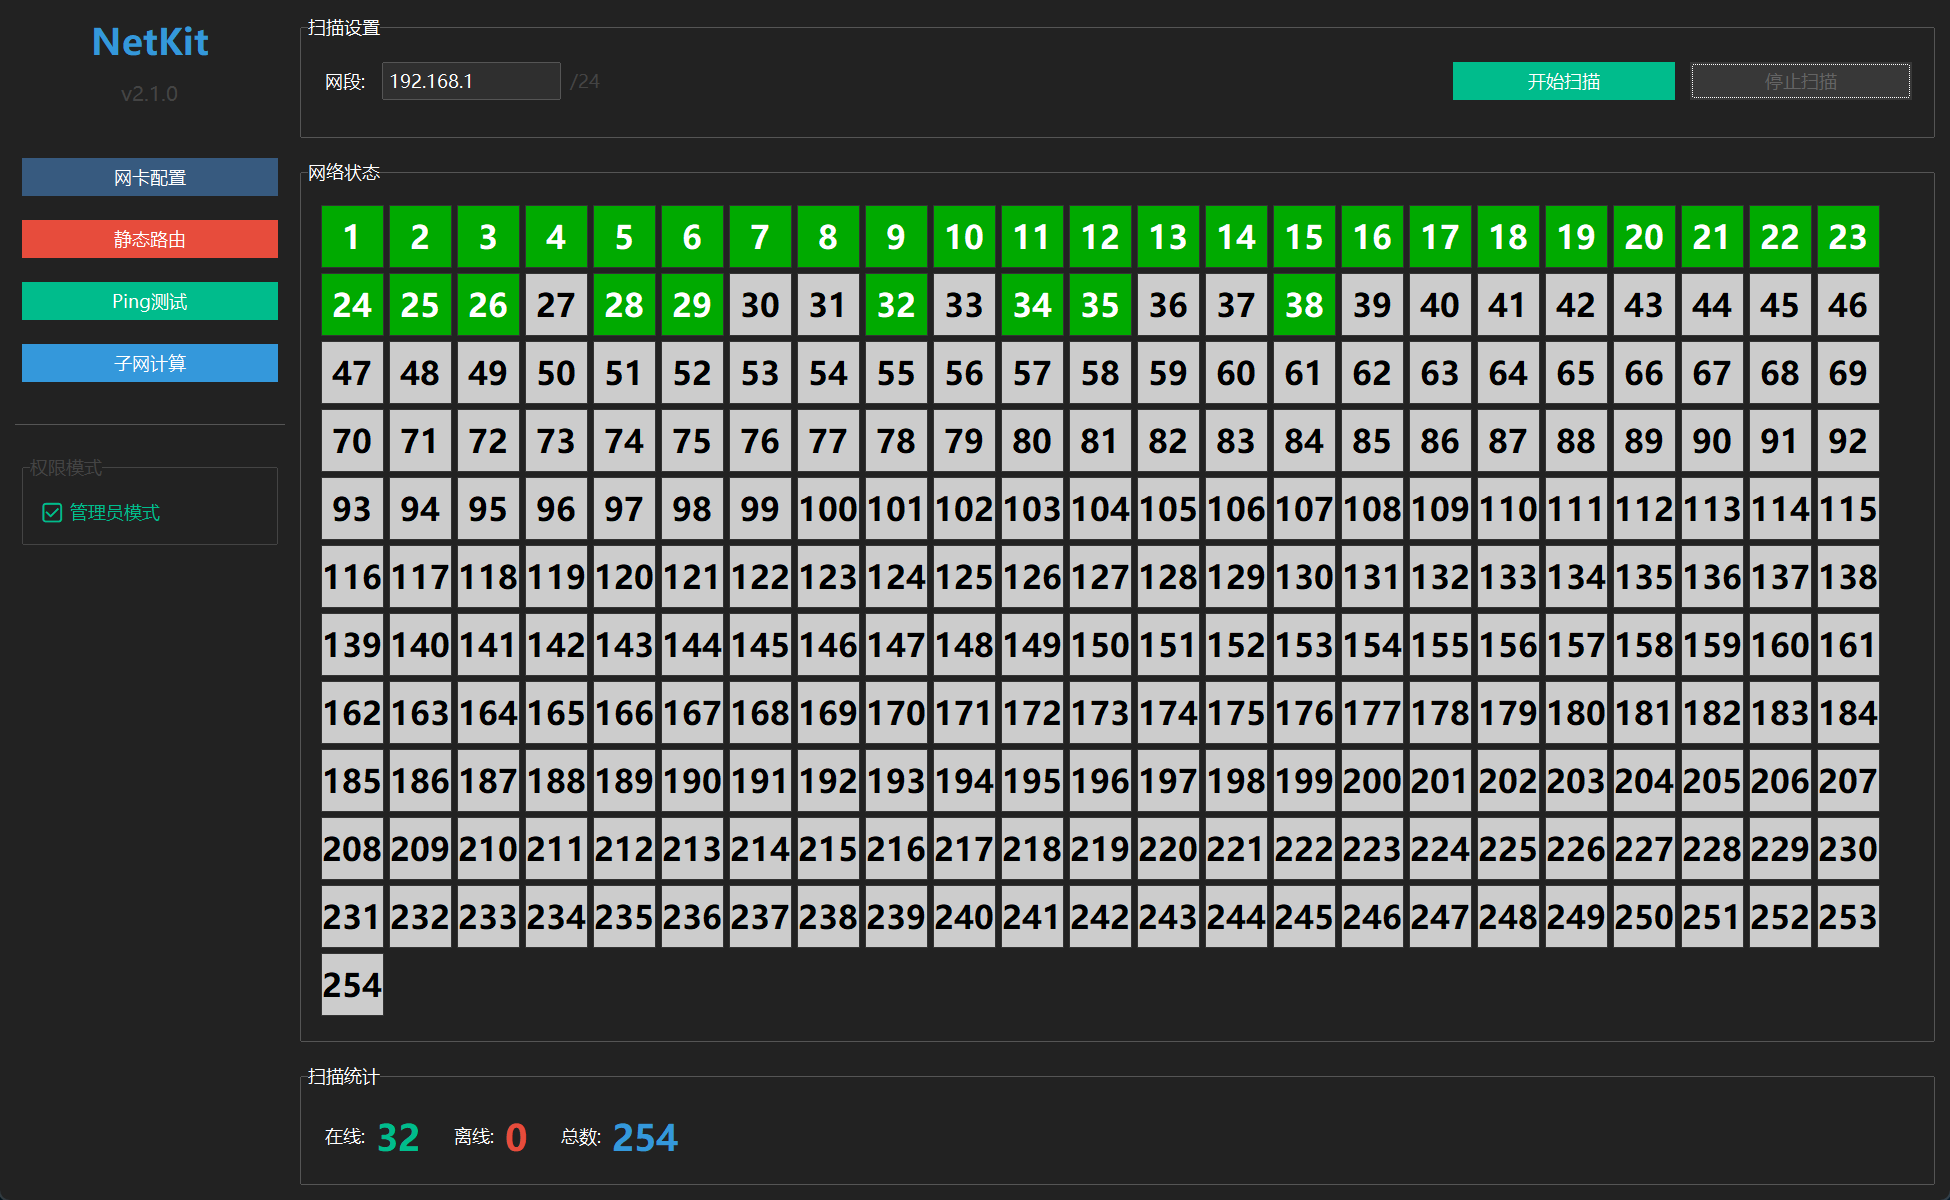 NetKit
v2.1.0
网卡配置
静态路由
Ping测试
子网计算
权限模式
管理员模式
扫描设置
网段: 192.168.1 /24 开始扫描 停止扫描
网络状态
1 2 3 4 5 6 7 8 9 10 11 12 13 14 15 16 17 18 19 20 21 22 23
24 25 26 27 28 29 30 31 32 33 34 35 36 37 38 39 40 41 42 43 44 45 46
47 48 49 50 51 52 53 54 55 56 57 58 59 60 61 62 63 64 65 66 67 68 69
70 71 72 73 74 75 76 77 78 79 80 81 82 83 84 85 86 87 88 89 90 91 92
93 94 95 96 97 98 99 100 101 102 103 104 105 106 107 108 109 110 111 112 113 114 115
116 117 118 119 120 121 122 123 124 125 126 127 128 129 130 131 132 133 134 135 136 137 138
139 140 141 142 143 144 145 146 147 148 149 150 151 152 153 154 155 156 157 158 159 160 161
162 163 164 165 166 167 168 169 170 171 172 173 174 175 176 177 178 179 180 181 182 183 184
185 186 187 188 189 190 191 192 193 194 195 196 197 198 199 200 201 202 203 204 205 206 207
208 209 210 211 212 213 214 215 216 217 218 219 220 221 222 223 224 225 226 227 228 229 230
231 232 233 234 235 236 237 238 239 240 241 242 243 244 245 246 247 248 249 250 251 252 253
254
扫描统计
在线: 32 离线: 0 总数: 254